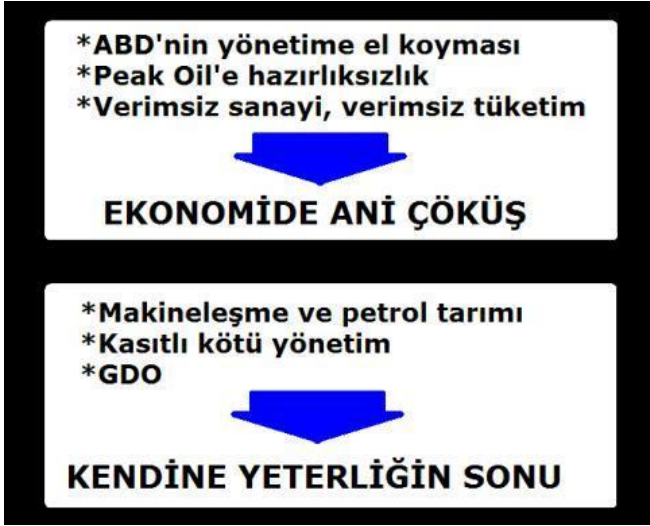 *ABD'nin yönetime el koyması
*Peak Oil'e hazırlıksızlık
*Verimsiz sanayi, verimsiz tüketim
EKONOMİDE ANİ ÇÖKÜŞ
*Makineleşme ve petrol tarımı
*Kasıtlı kötü yönetim
*GDO
KENDİNE YETERLİĞİN SONU